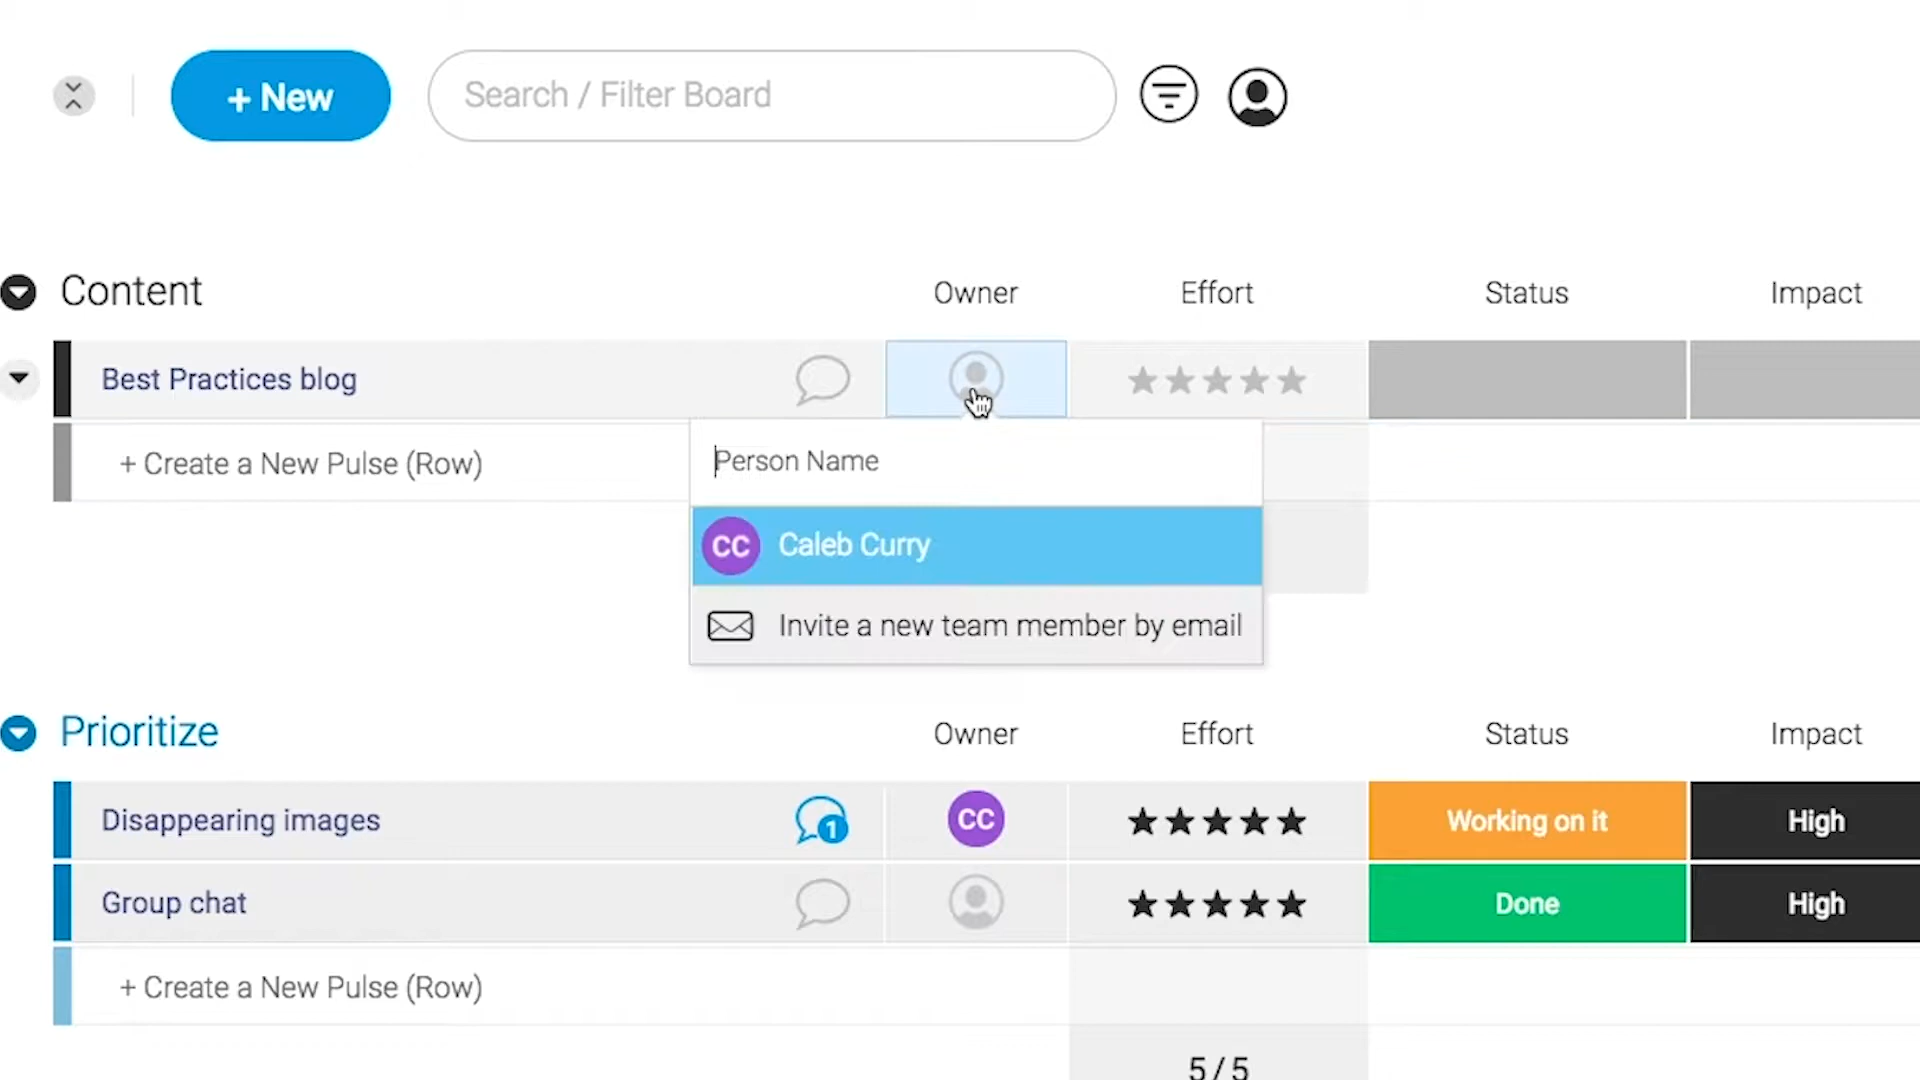 + New
Search / Filter Board
Content
Owner
Effort
Status
Impact
Best Practices blog
+ Create a New Pulse (Row)
Person Name
CC
Caleb Curry
Invite a new team member by email
Prioritize
Owner
Effort
Status
Impact
Disappearing images
1
CC
Working on it
High
Group chat
Done
High
+ Create a New Pulse (Row)
5 / 5